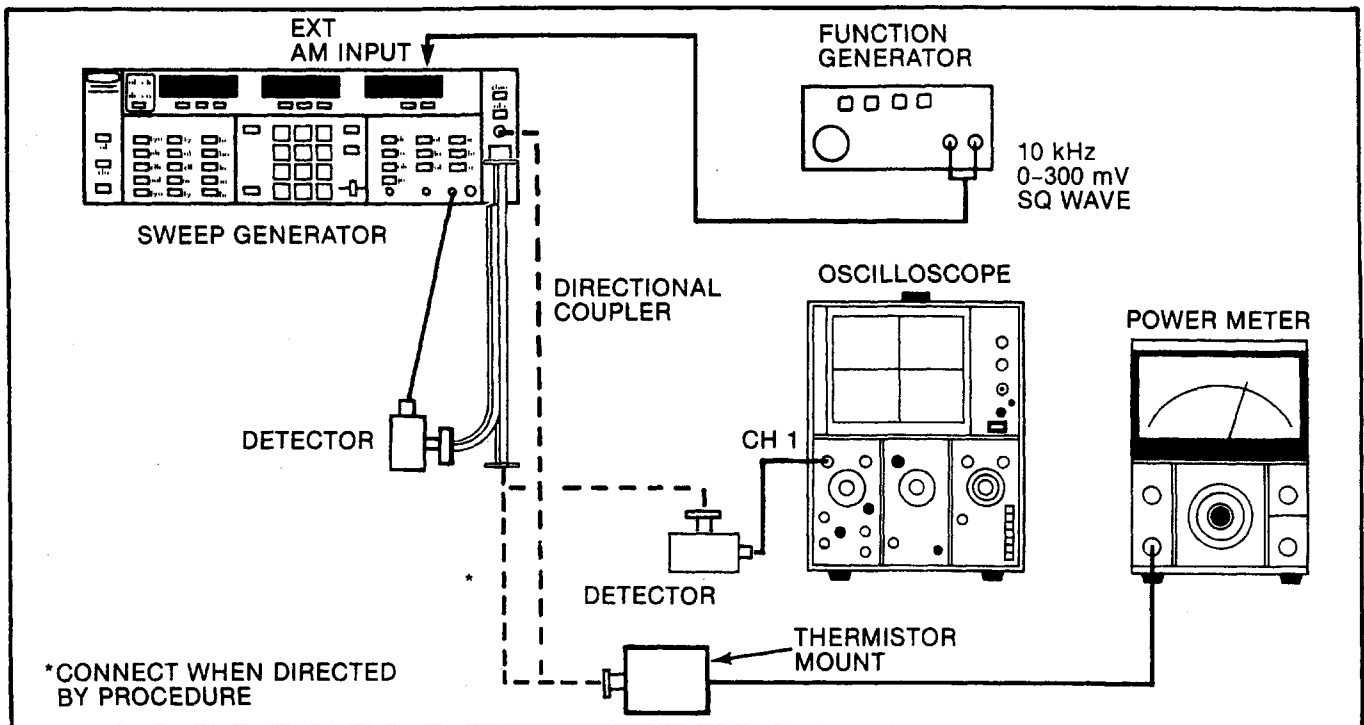 EXT
AM INPUT
FUNCTION
GENERATOR
10 kHz
0–300 mV
SQ WAVE
SWEEP GENERATOR
DIRECTIONAL
COUPLER
OSCILLOSCOPE
POWER METER
DETECTOR
CH 1
*
DETECTOR
THERMISTOR
MOUNT
*CONNECT WHEN DIRECTED
BY PROCEDURE